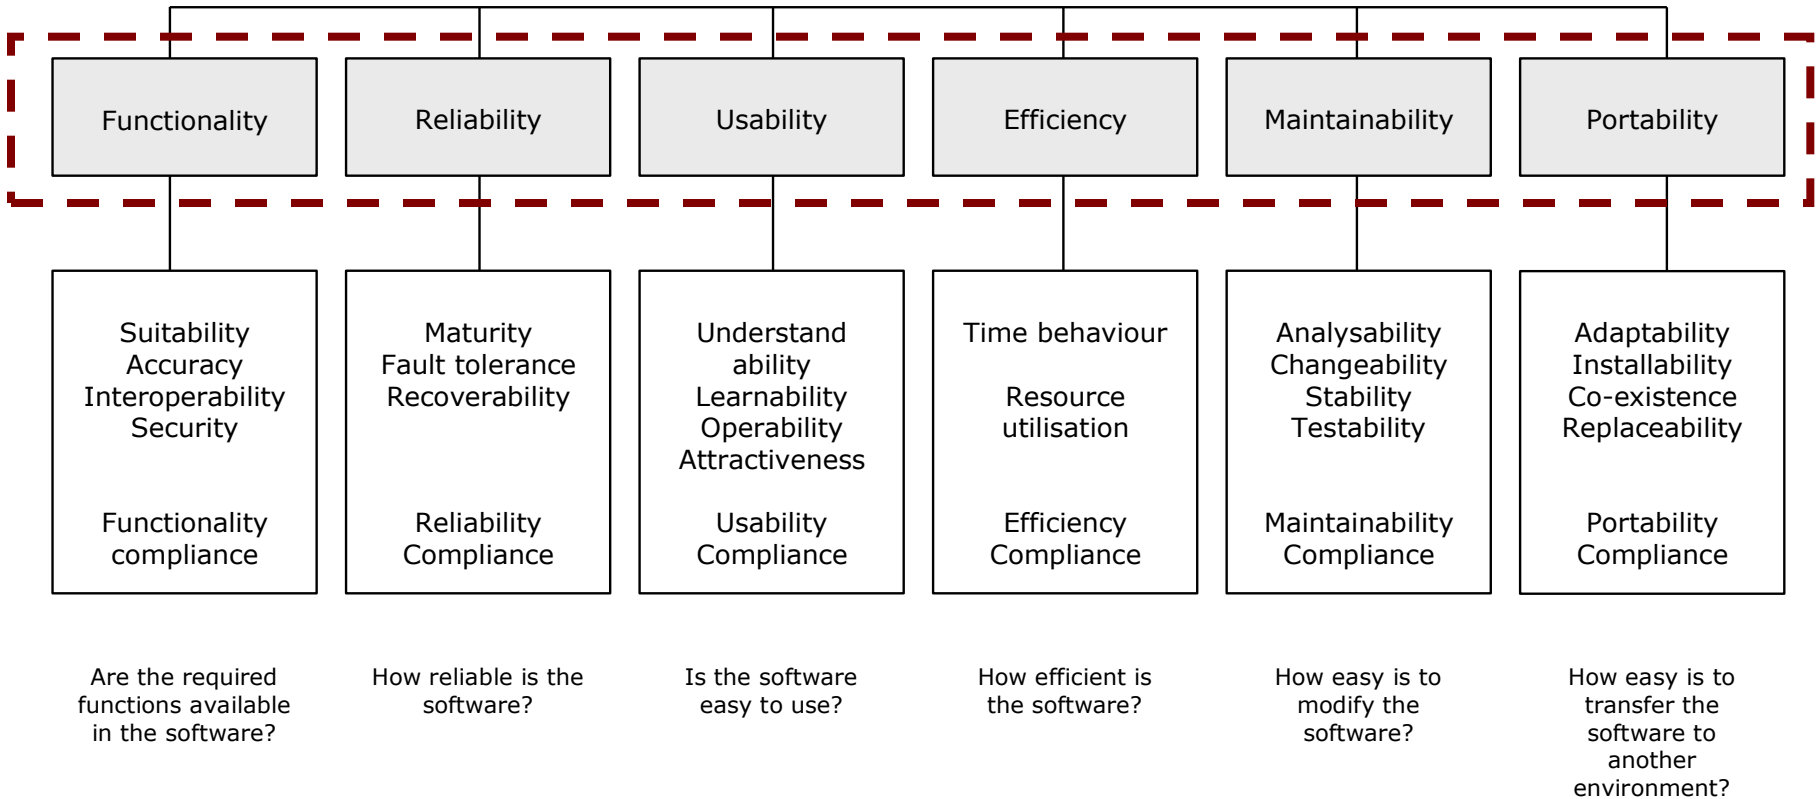 Functionality
Reliability
Usability
Efficiency
Maintainability
Portability
Suitability
Accuracy
Interoperability
Security
Functionality
compliance
Maturity
Fault tolerance
Recoverability
Reliability
Compliance
Understand
ability
Learnability
Operability
Attractiveness
Usability
Compliance
Time behaviour
Resource
utilisation
Efficiency
Compliance
Analysability
Changeability
Stability
Testability
Maintainability
Compliance
Adaptability
Installability
Co-existence
Replaceability
Portability
Compliance
Are the required
functions available
in the software?
How reliable is the
software?
Is the software
easy to use?
How efficient is
the software?
How easy is to
modify the
software?
How easy is to
transfer the
software to
another
environment?